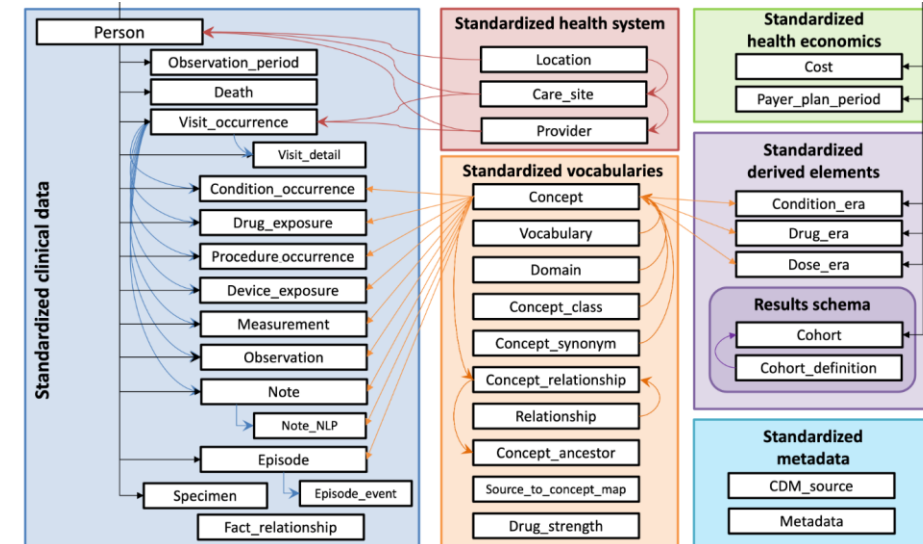 Standardized clinical data
Person
Observation_period
Death
Visit_occurrence
Visit_detail
Condition_occurrence
Drug_exposure
Procedure_occurrence
Device_exposure
Measurement
Observation
Note
Note_NLP
Episode
Specimen
Episode_event
Fact_relationship
Standardized health system
Location
Care_site
Provider
Standardized vocabularies
Concept
Vocabulary
Domain
Concept_class
Concept_synonym
Concept_relationship
Relationship
Concept_ancestor
Source_to_concept_map
Drug_strength
Standardized
health economics
Cost
Payer_plan_period
Standardized
derived elements
Condition_era
Drug_era
Dose_era
Results schema
Cohort
Cohort_definition
Standardized
metadata
CDM_source
Metadata